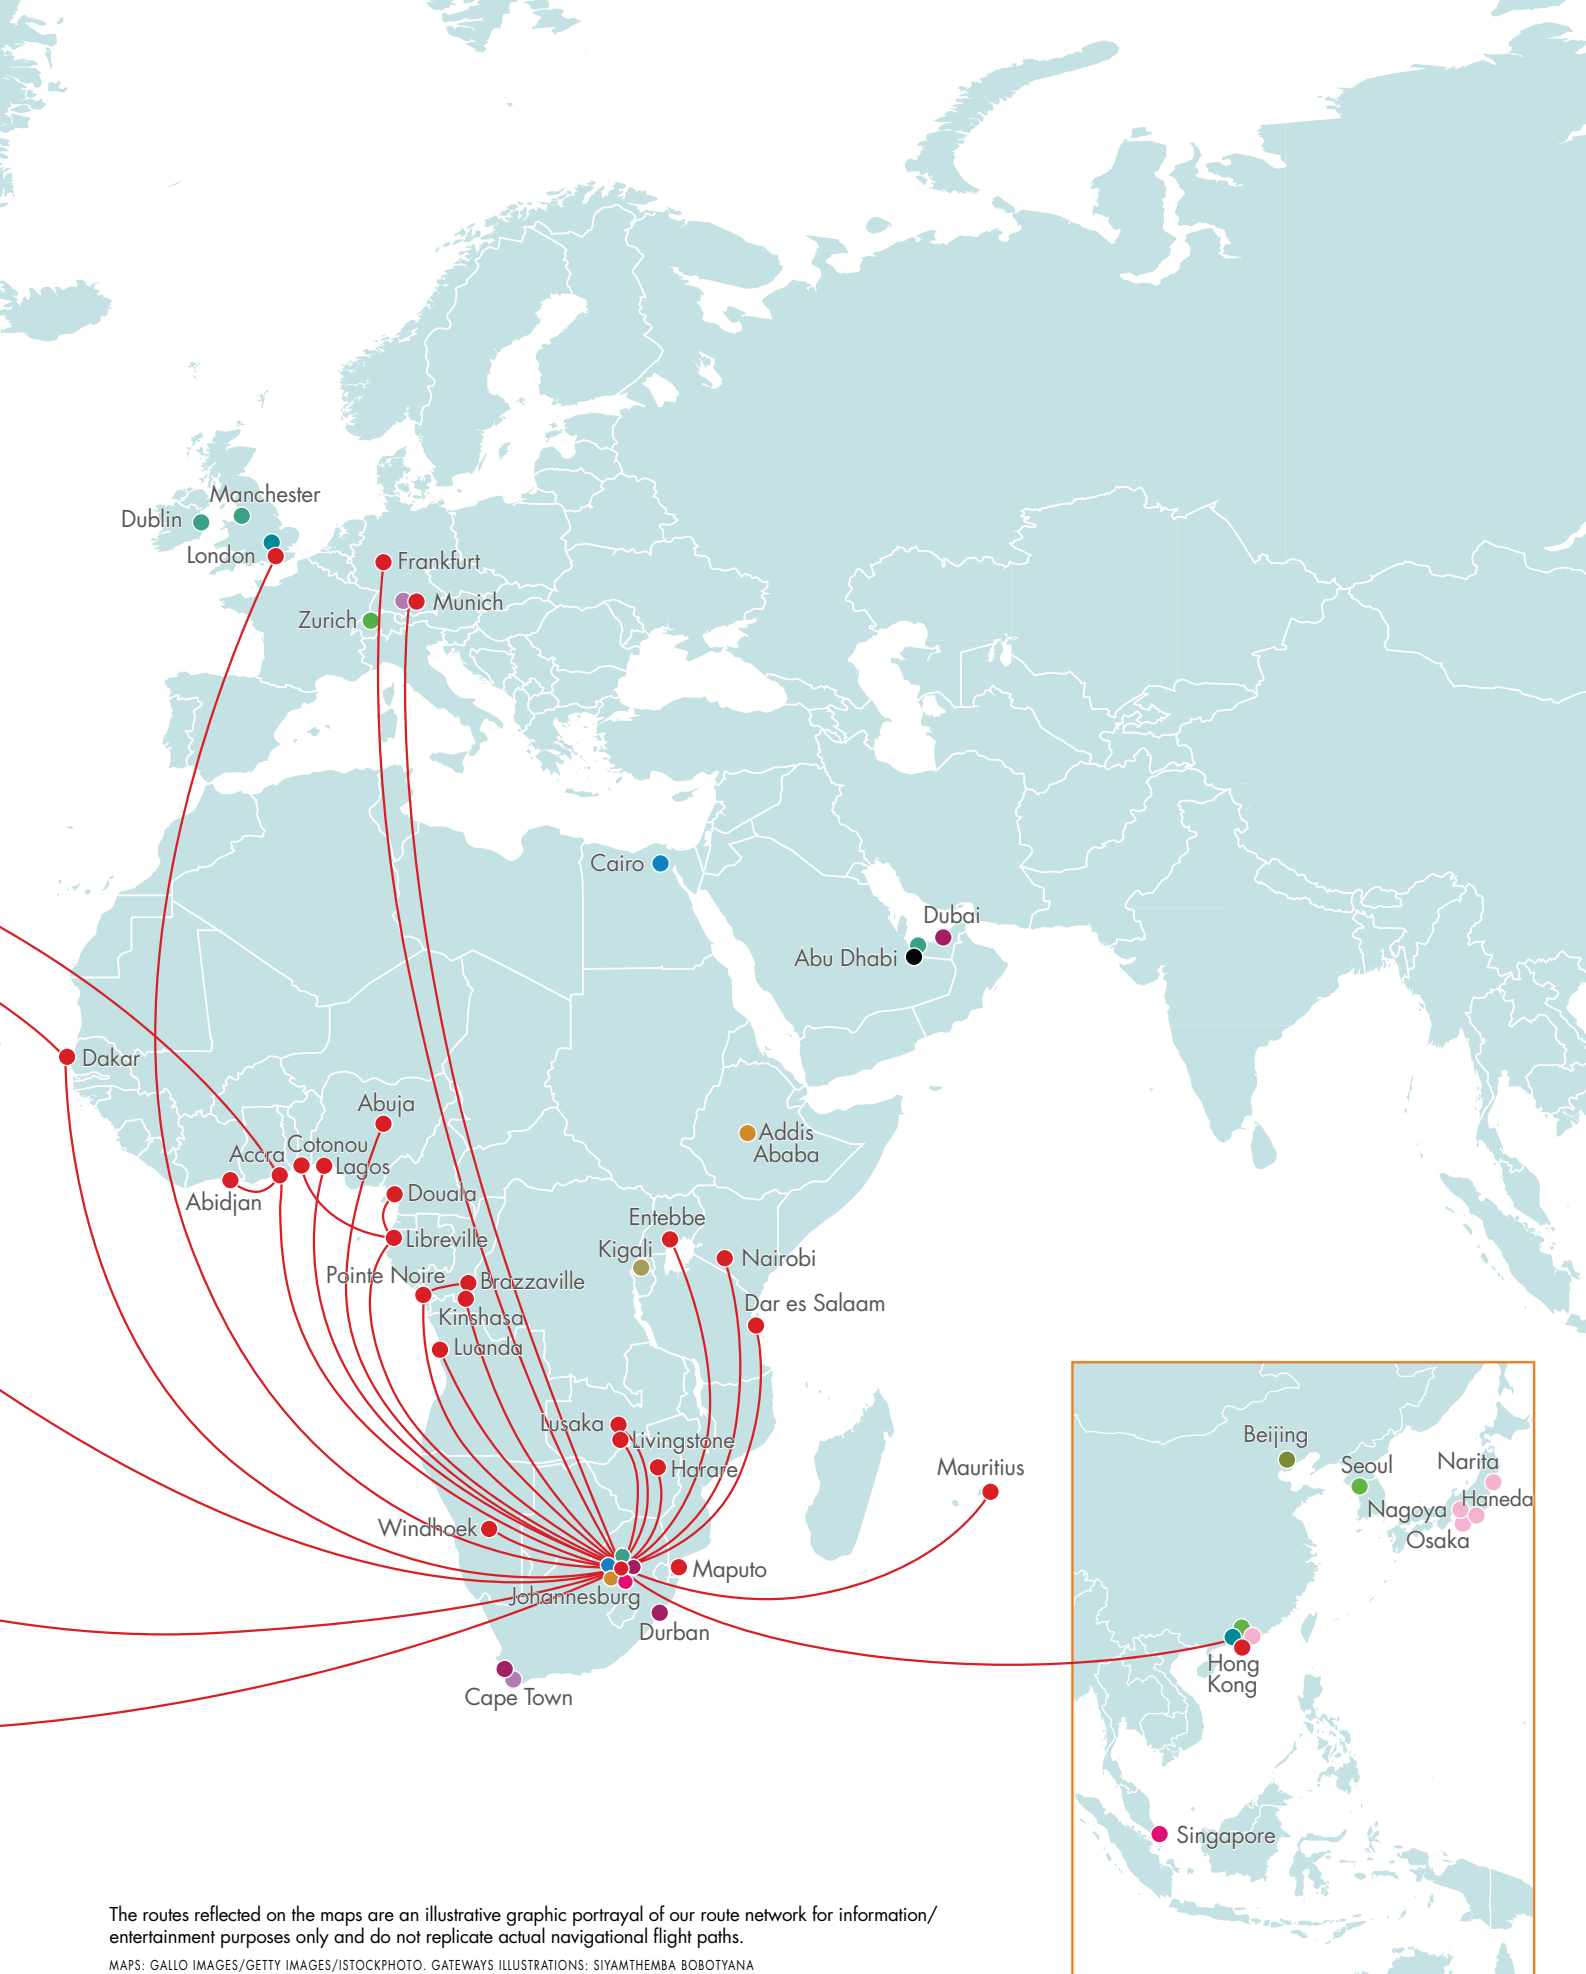 Manchester
Dublin
London
Frankfurt
Munich
Zurich
Cairo
Dubai
Abu Dhabi
Dakar
Abuja
Addis
Ababa
Cotonou
Accra
Lagos
Abidjan
Douala
Entebbe
Libreville
Kigali
Nairobi
Pointe Noire
Brazzaville
Dar es Salaam
Kinshasa
Luanda
Lusaka
Livingstone
Harare
Mauritius
Windhoek
Maputo
Johannesburg
Durban
Cape Town
Beijing
Seoul
Narita
Nagoya
Haneda
Osaka
Hong
Kong
Singapore
The routes reflected on the maps are an illustrative graphic portrayal of our route network for information/
entertainment purposes only and do not replicate actual navigational flight paths.
MAPS: GALLO IMAGES/GETTY IMAGES/ISTOCKPHOTO. GATEWAYS ILLUSTRATIONS: SIYAMTHEMBA BOBOTYANA